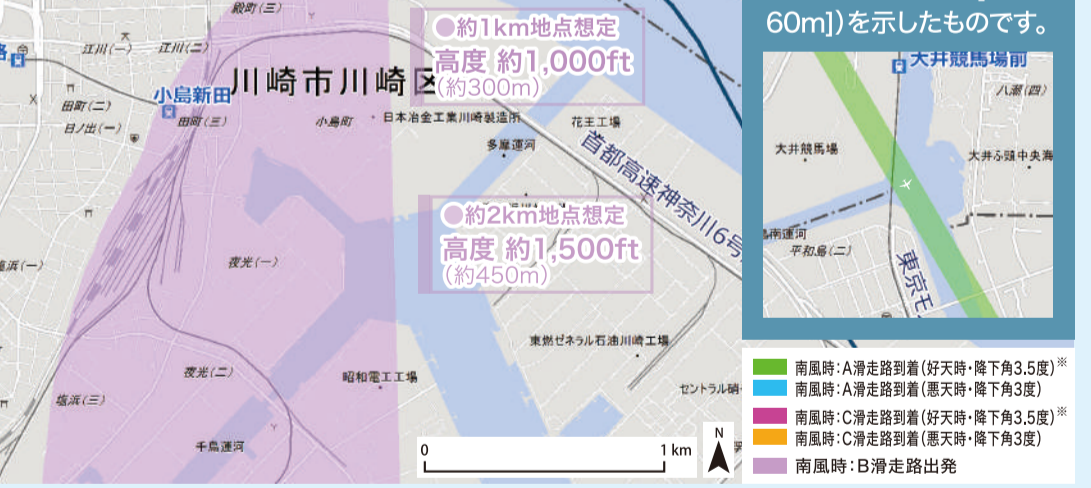 殿町(三)
●約1km地点想定
高度 約1,000ft
(約300m)
江川(一)
江川(二)
川崎市川崎区
小島新田
田町(二)
田町(三)
日ノ出(一)
小島町
日本冶金工業川崎製造所
花王工場
多摩運河
首都高速神奈川6号
●約2km地点想定
高度 約1,500ft
(約450m)
塩浜(一)
夜光(一)
東燃ゼネラル石油川崎工場
夜光(二)
昭和電工工場
塩浜(三)
千鳥運河
0
1 km
N
60m])を示したものです。
大井競馬場前
八潮(四)
大井競馬場
大井ふ頭中央海
南運河
平和島(二)
東京モ
南風時:A滑走路到着(好天時・降下角3.5度)※
南風時:A滑走路到着(悪天時・降下角3度)
南風時:C滑走路到着(好天時・降下角3.5度)※
南風時:C滑走路到着(悪天時・降下角3度)
南風時:B滑走路出発